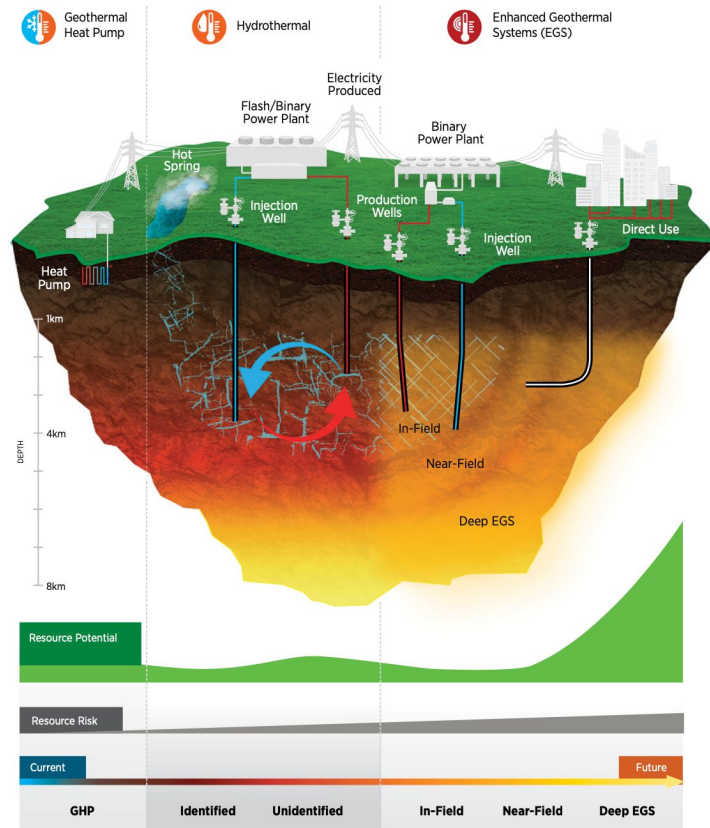 Geothermal
Heat Pump
Hydrothermal
Enhanced Geothermal
Systems (EGS)
Electricity
Produced
Flash/Binary
Power Plant
Binary
Power Plant
Hot
Spring
Injection
Well
Production
Wells
Injection
Well
Direct Use
Heat
Pump
1km
In-Field
4km
Near-Field
DEPTH
Deep EGS
8km
Resource Potential
Resource Risk
Current
Future
GHP
Identified
Unidentified
In-Field
Near-Field
Deep EGS